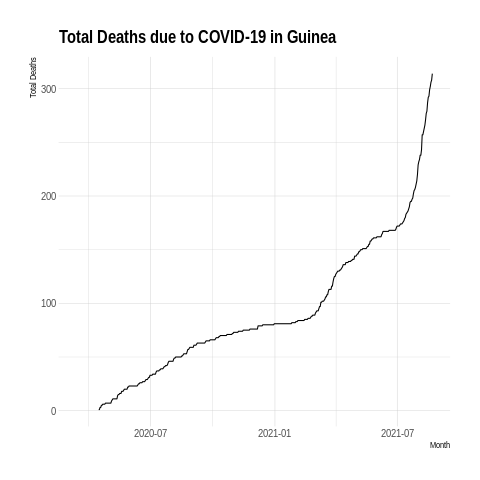 Total Deaths due to COVID-19 in Guinea
Total Deaths
300
200
100
0
2020-07
2021-01
2021-07
Month